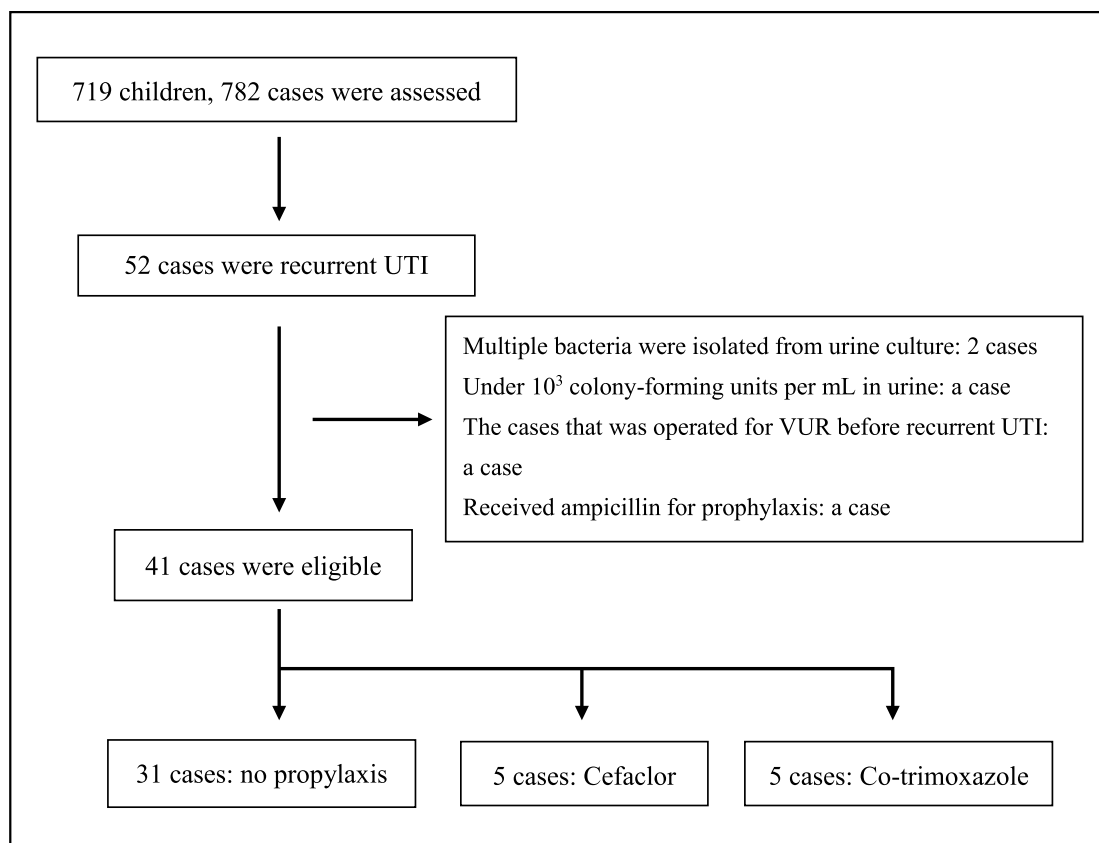 719 children, 782 cases were assessed
52 cases were recurrent UTI
Multiple bacteria were isolated from urine culture: 2 cases
Under 10³ colony-forming units per mL in urine: a case
The cases that was operated for VUR before recurrent UTI:
a case
Received ampicillin for prophylaxis: a case
41 cases were eligible
31 cases: no propylaxis
5 cases: Cefaclor
5 cases: Co-trimoxazole